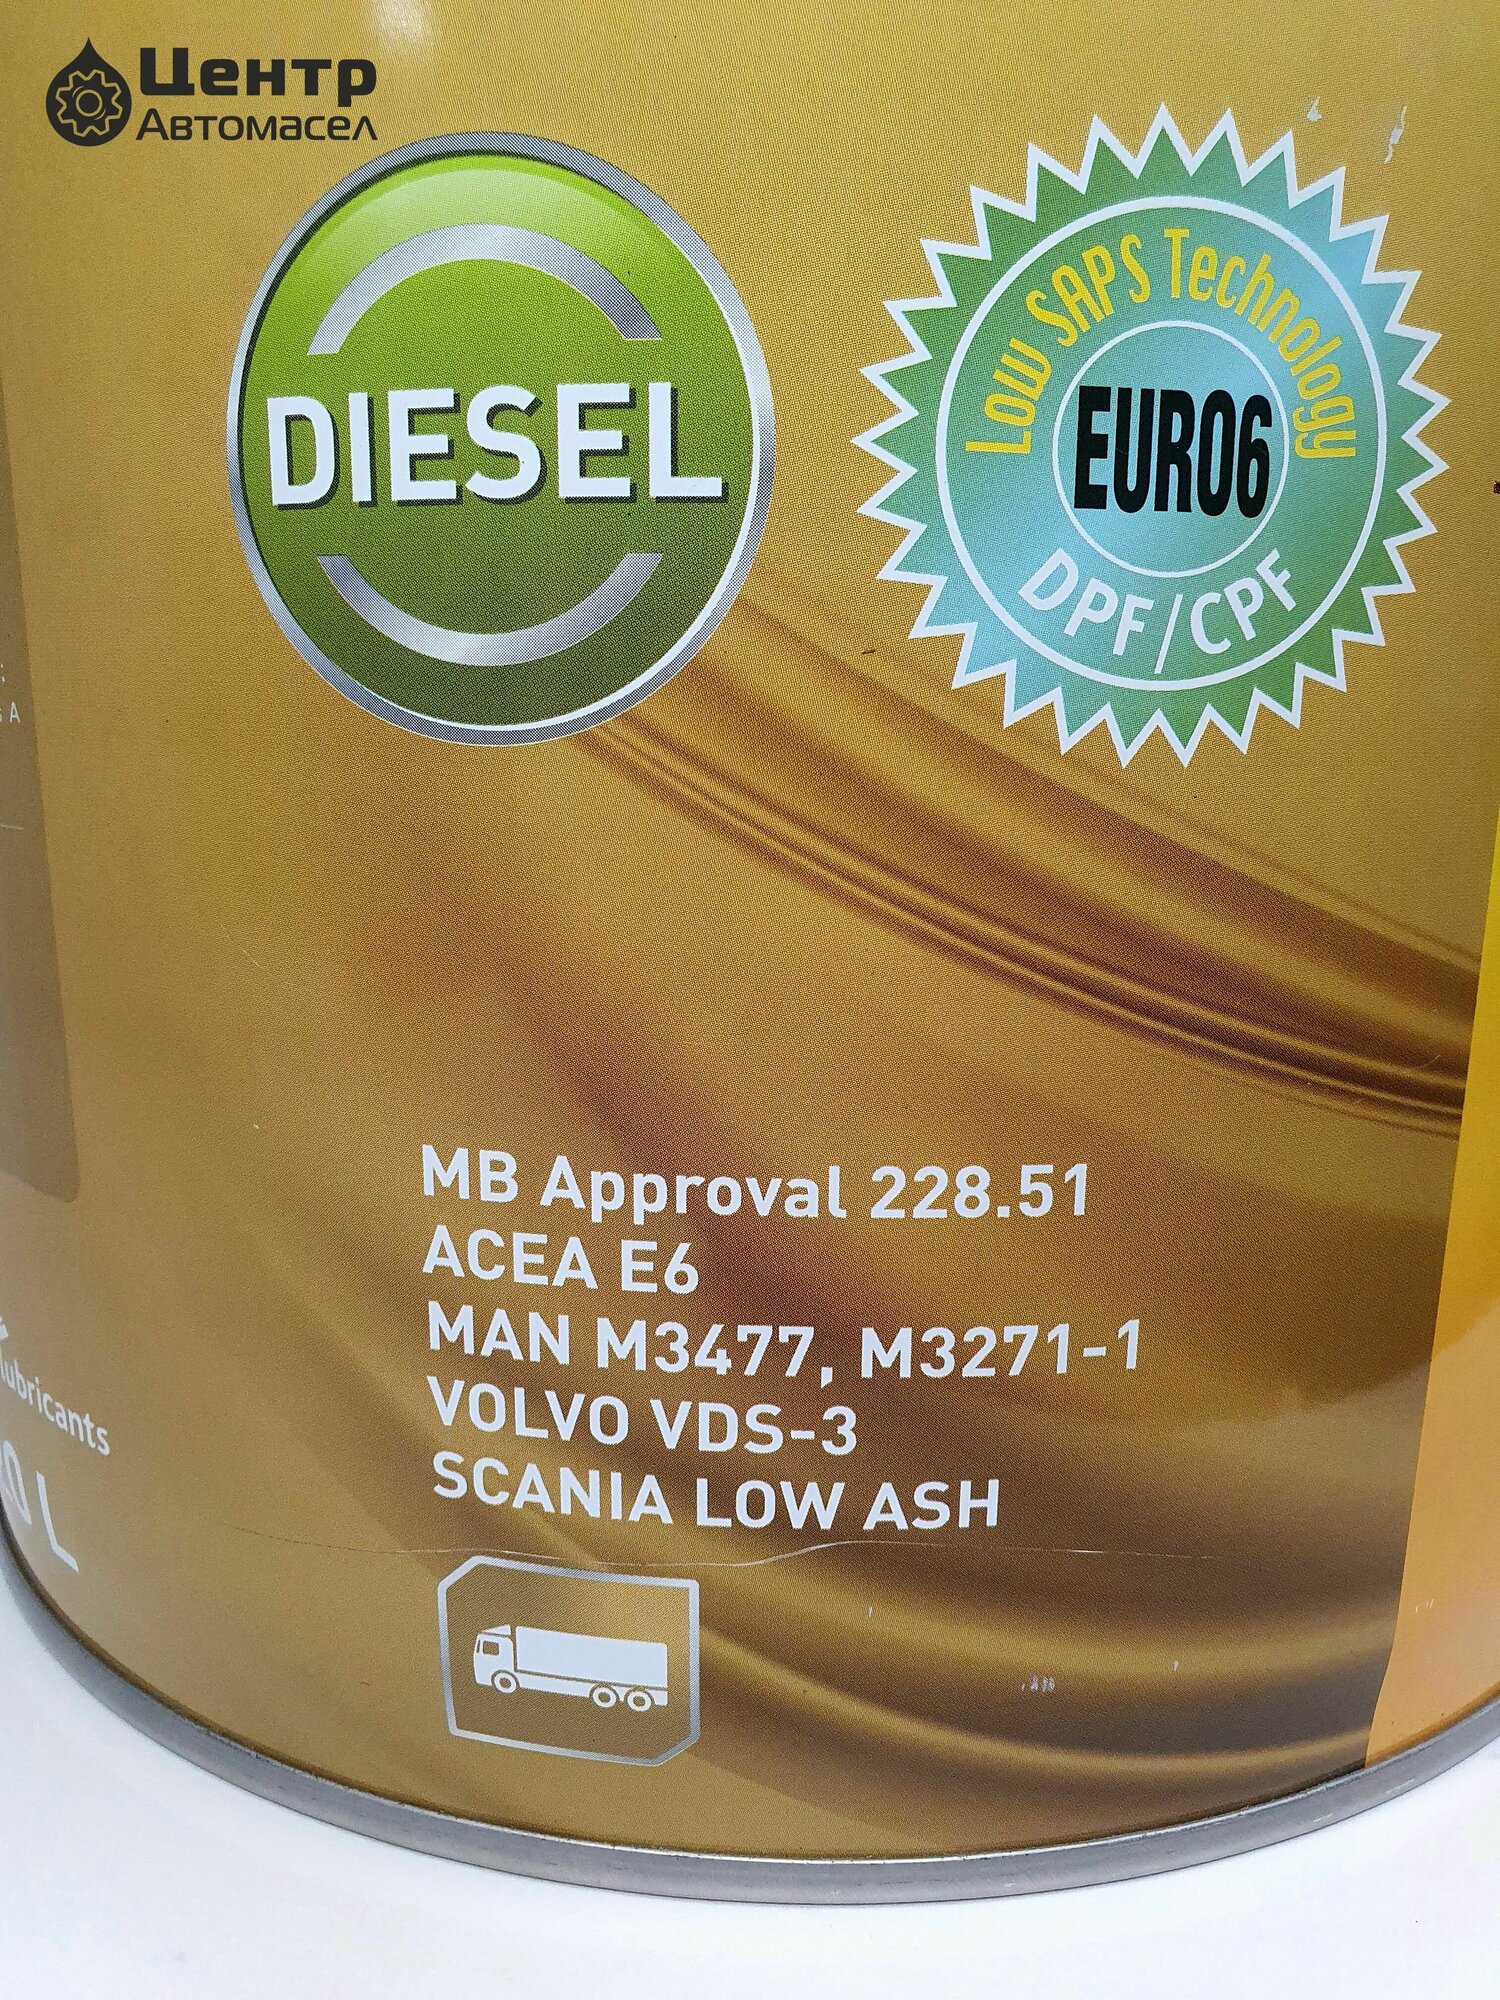 Центр
Автомасел
DIESEL
Low SAPS Technology
EURO6
DPF/CPF
A
MB Approval 228.51
ACEA E6
MAN M3477, M3271-1
VOLVO VDS-3
SCANIA LOW ASH
lubricants
L